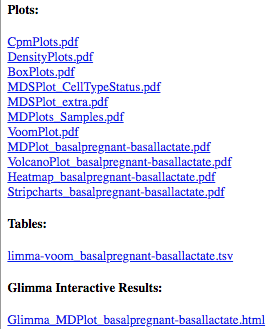 Plots:
CpmPlots.pdf
DensityPlots.pdf
BoxPlots.pdf
MDSPlot_CellTypeStatus.pdf
MDSPlot_extra.pdf
MDPlots_Samples.pdf
VoomPlot.pdf
MDPlot_basalpregnant-basallactate.pdf
VolcanoPlot_basalpregnant-basallactate.pdf
Heatmap_basalpregnant-basallactate.pdf
Stripcharts_basalpregnant-basallactate.pdf
Tables:
limma-voom_basalpregnant-basallactate.tsv
Glimma Interactive Results:
Glimma_MDPlot_basalpregnant-basallactate.html